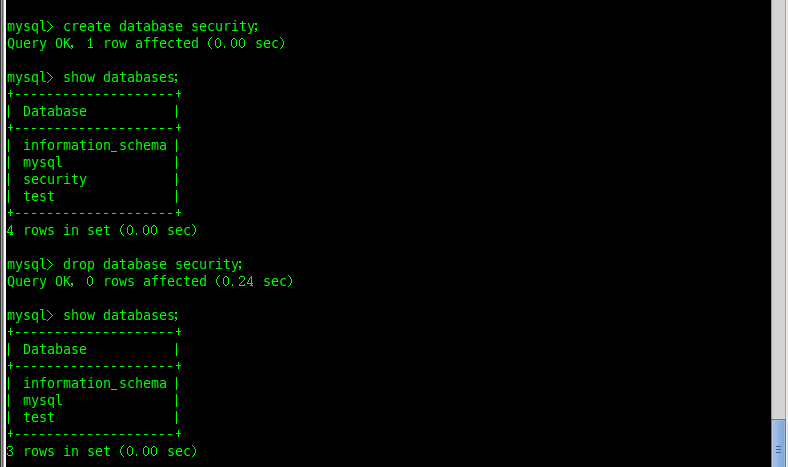 mysql> create database security;
Query OK, 1 row affected (0.00 sec)
mysql> show databases;
+--------------------+
| Database           |
+--------------------+
| information_schema |
| mysql              |
| security           |
| test               |
+--------------------+
4 rows in set (0.00 sec)
mysql> drop database security;
Query OK, 0 rows affected (0.24 sec)
mysql> show databases;
+--------------------+
| Database           |
+--------------------+
| information_schema |
| mysql              |
| test               |
+--------------------+
3 rows in set (0.00 sec)